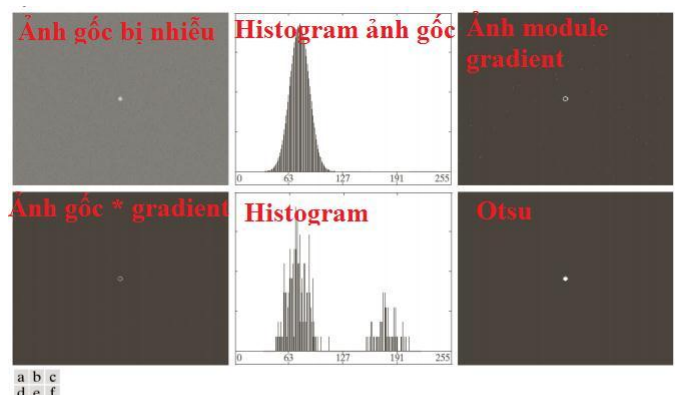 Ảnh gốc bị nhiễu
Histogram ảnh gốc
Ảnh module
gradient
0 63 127 191 255
Ảnh gốc * gradient
Histogram
Otsu
0 63 127 191 255
a b c
d e f